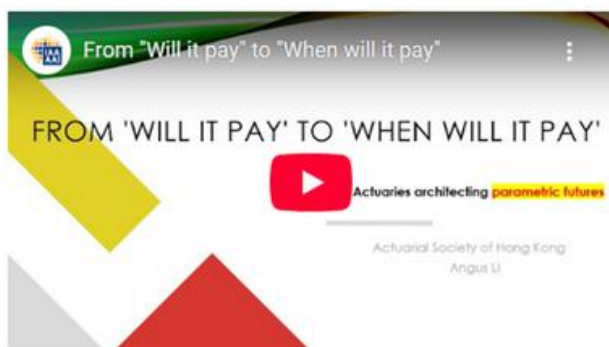 From "Will it pay" to "When will it pay"
FROM 'WILL IT PAY' TO 'WHEN WILL IT PAY'
Actuaries architecting parametric futures
Actuarial Society of Hong Kong
Angus Li